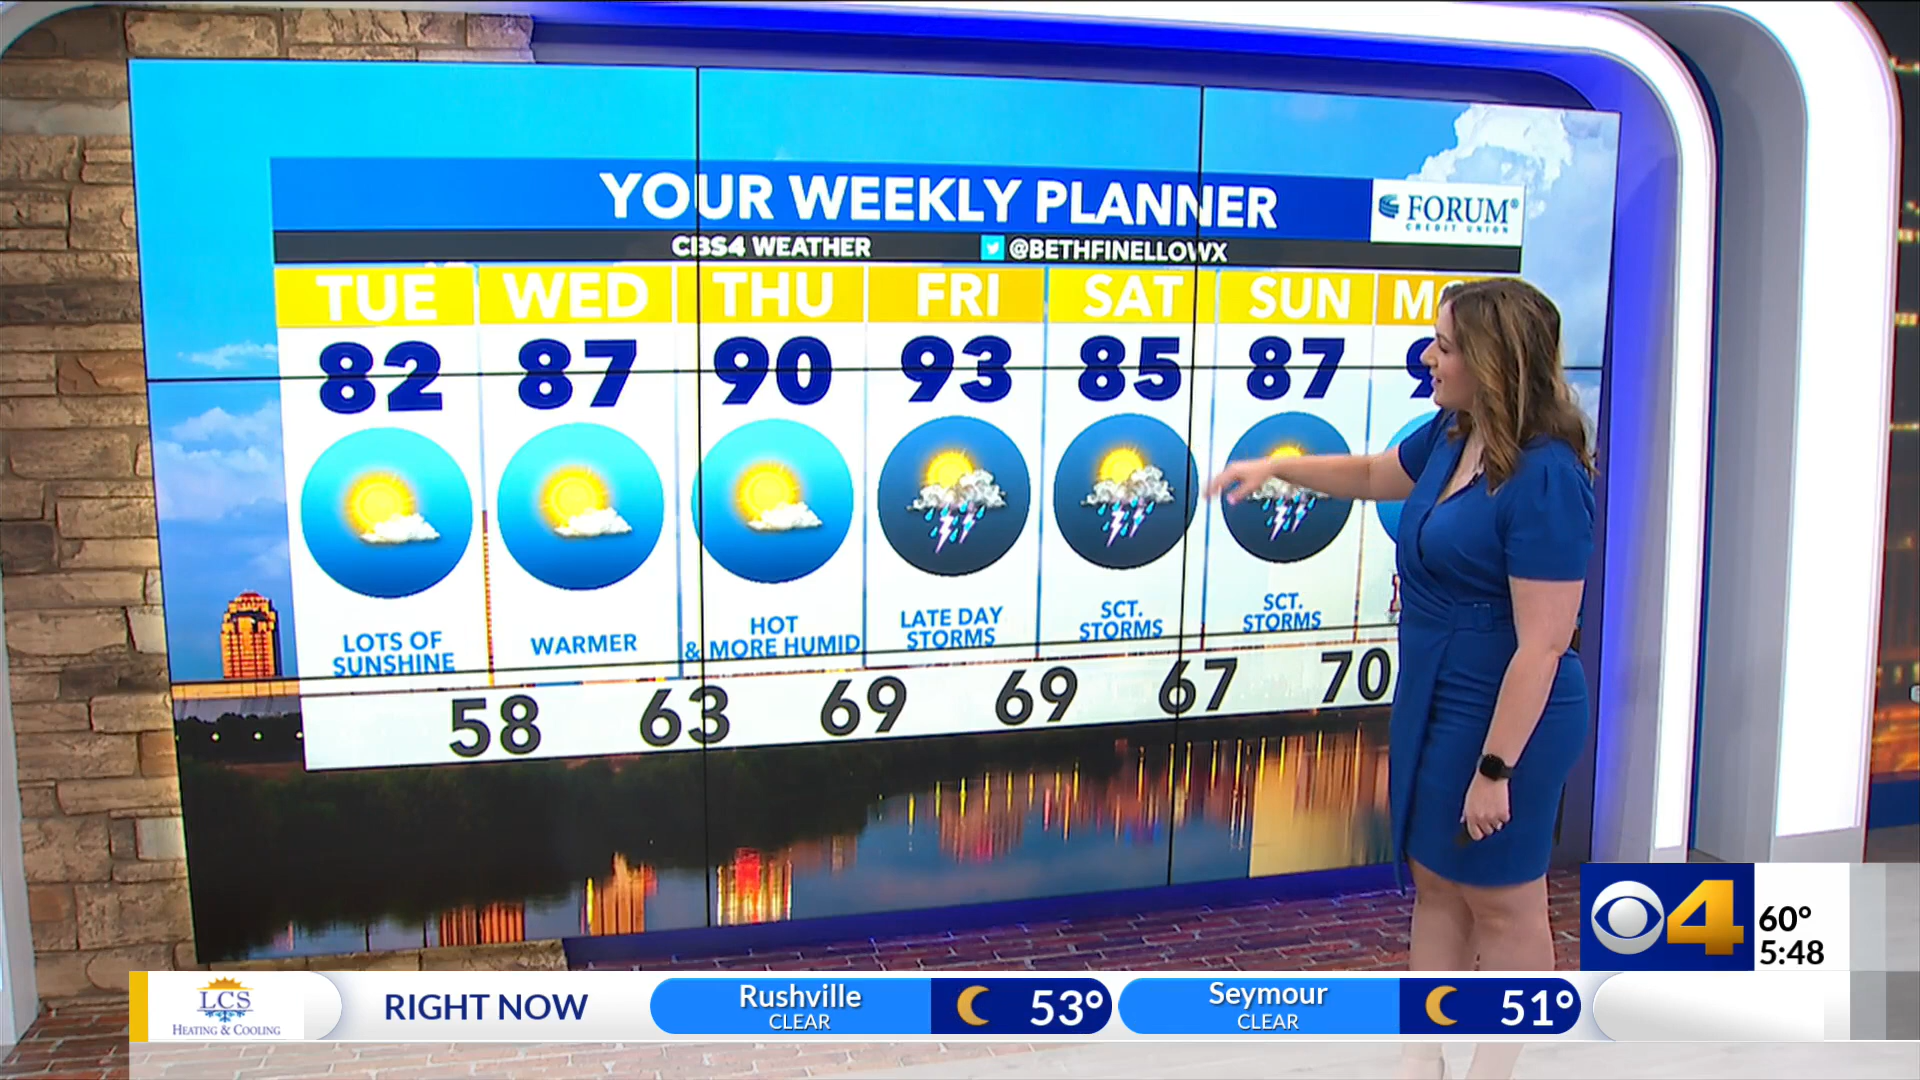 YOUR WEEKLY PLANNER
FORUM®
CREDIT UNION
CBS4 WEATHER @BETHFINELLOWX
TUE WED THU FRI SAT SUN
82 87 90 93 85 87
LOTS OF
SUNSHINE
WARMER
HOT
& MORE HUMID
LATE DAY
STORMS
SCT.
STORMS
SCT.
STORMS
58 63 69 69 67 70
4
60°
5:48
LCS
HEATING & COOLING
RIGHT NOW
Rushville
CLEAR
53°
Seymour
CLEAR
51°